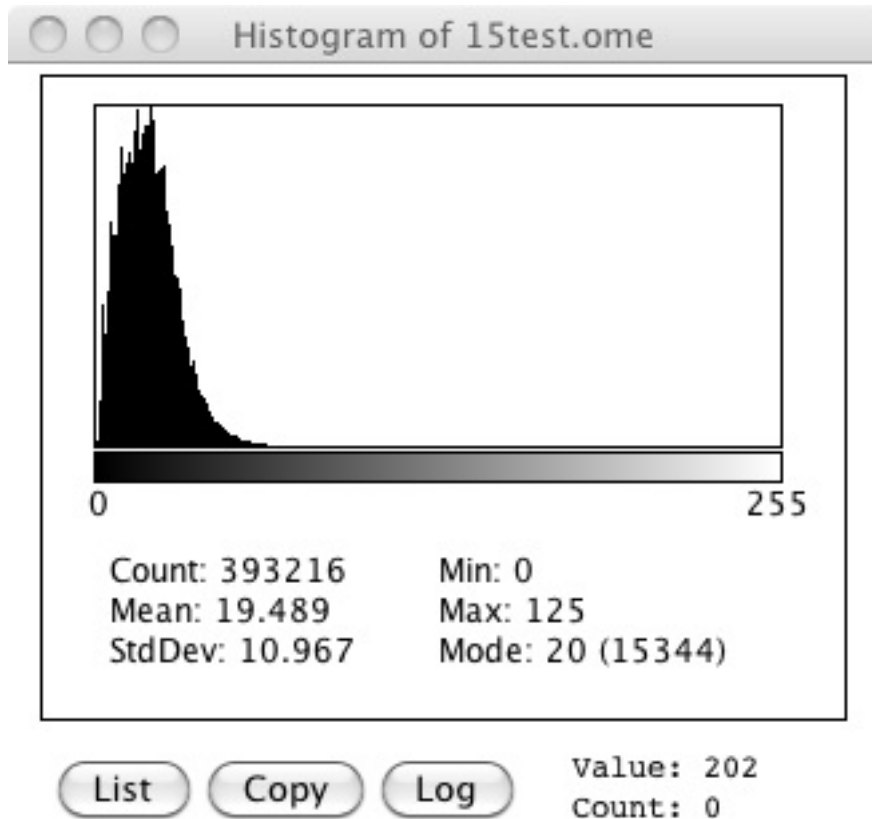 Histogram of 15test.ome
0 255
Count: 393216 Min: 0
Mean: 19.489 Max: 125
StdDev: 10.967 Mode: 20 (15344)
List Copy Log Value: 202
Count: 0